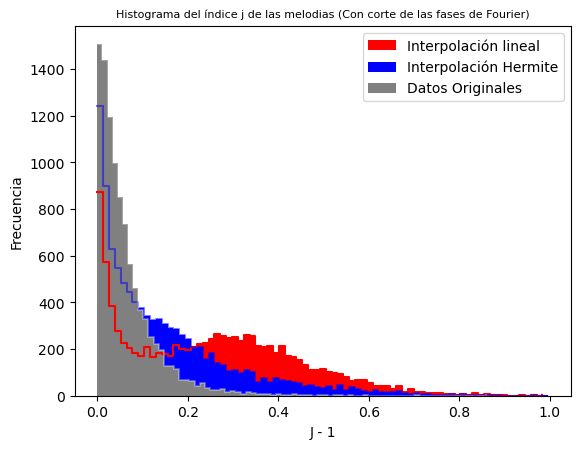 Histograma del índice j de las melodias (Con corte de las fases de Fourier)
Interpolación lineal
Interpolación Hermite
Datos Originales
Frecuencia
1400
1200
1000
800
600
400
200
0
0.0 0.2 0.4 0.6 0.8 1.0
J - 1